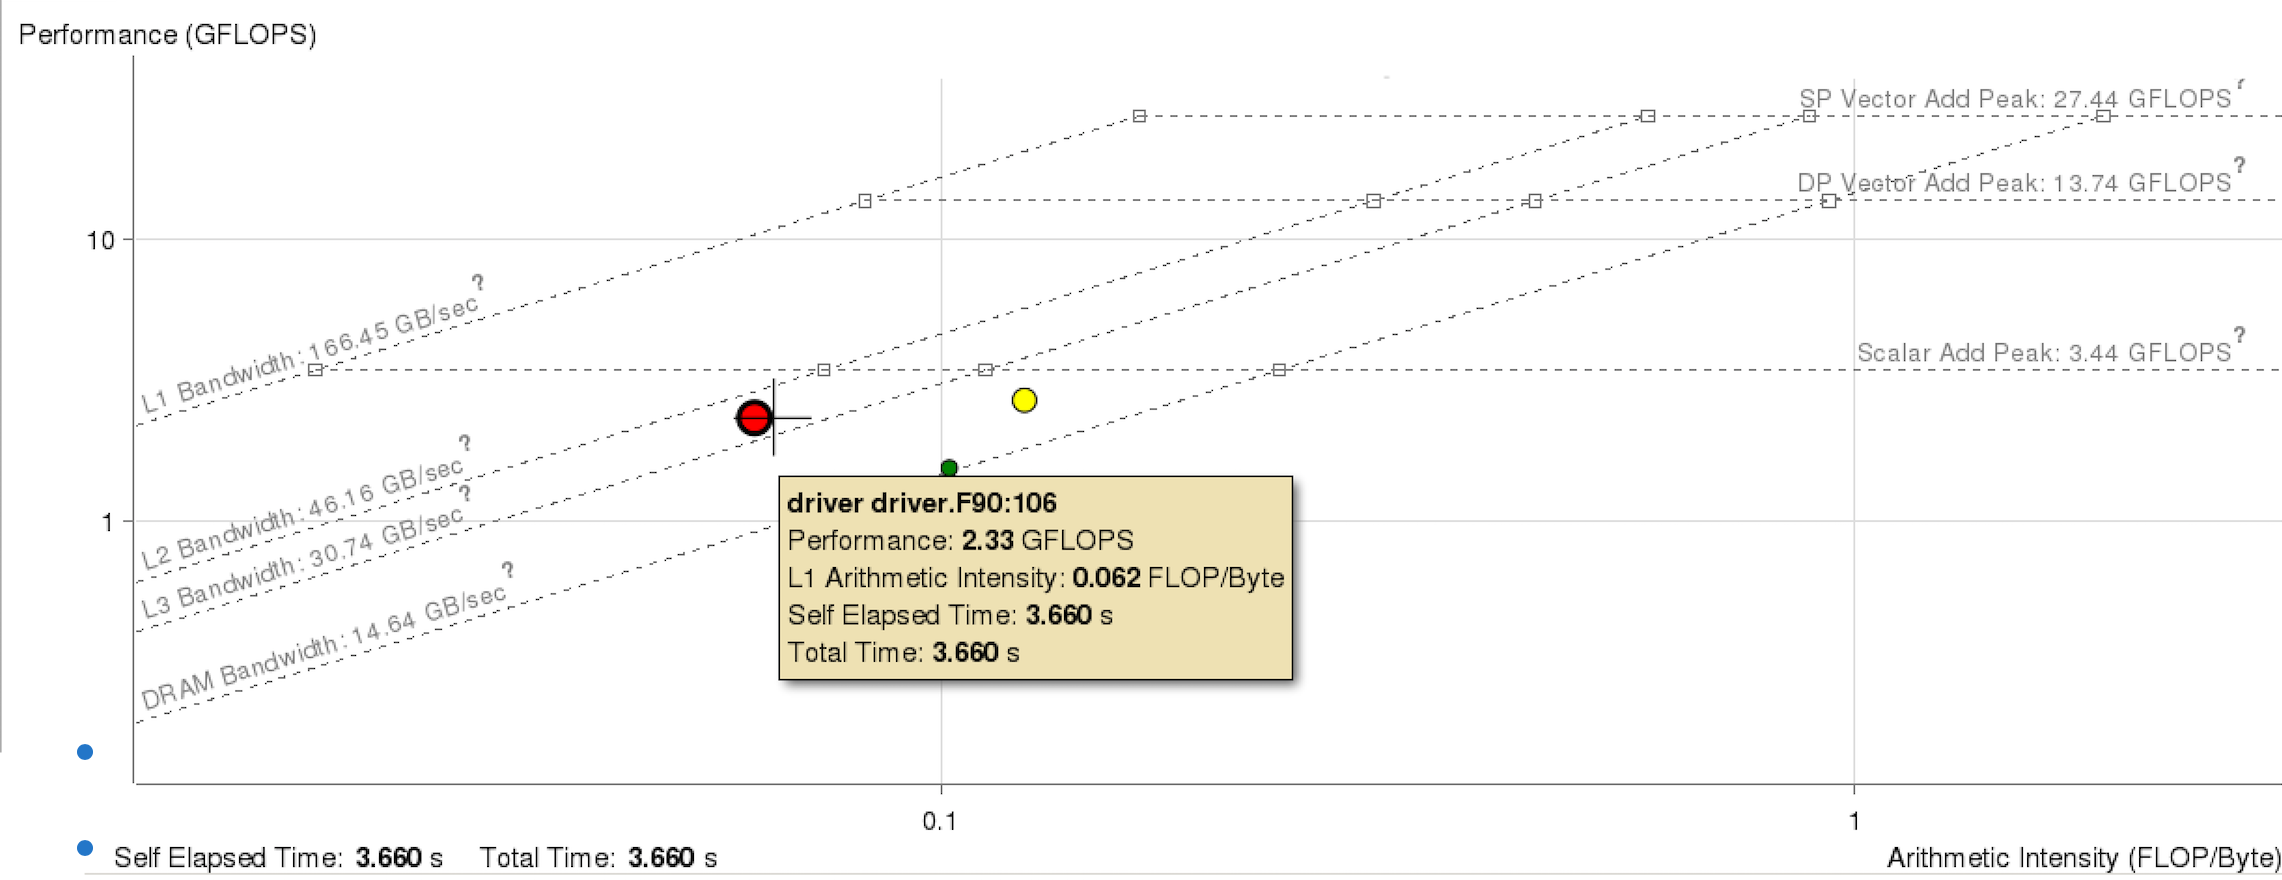 Performance (GFLOPS)
SP Vector Add Peak: 27.44 GFLOPS?
DP Vector Add Peak: 13.74 GFLOPS?
10
L1 Bandwidth: 166.45 GB/sec?
Scalar Add Peak: 3.44 GFLOPS?
L2 Bandwidth: 46.16 GB/sec?
1
L3 Bandwidth: 30.74 GB/sec?
DRAM Bandwidth: 14.64 GB/sec?
driver driver.F90:106
Performance: 2.33 GFLOPS
L1 Arithmetic Intensity: 0.062 FLOP/Byte
Self Elapsed Time: 3.660 s
Total Time: 3.660 s
0.1
1
Self Elapsed Time: 3.660 s Total Time: 3.660 s
Arithmetic Intensity (FLOP/Byte)